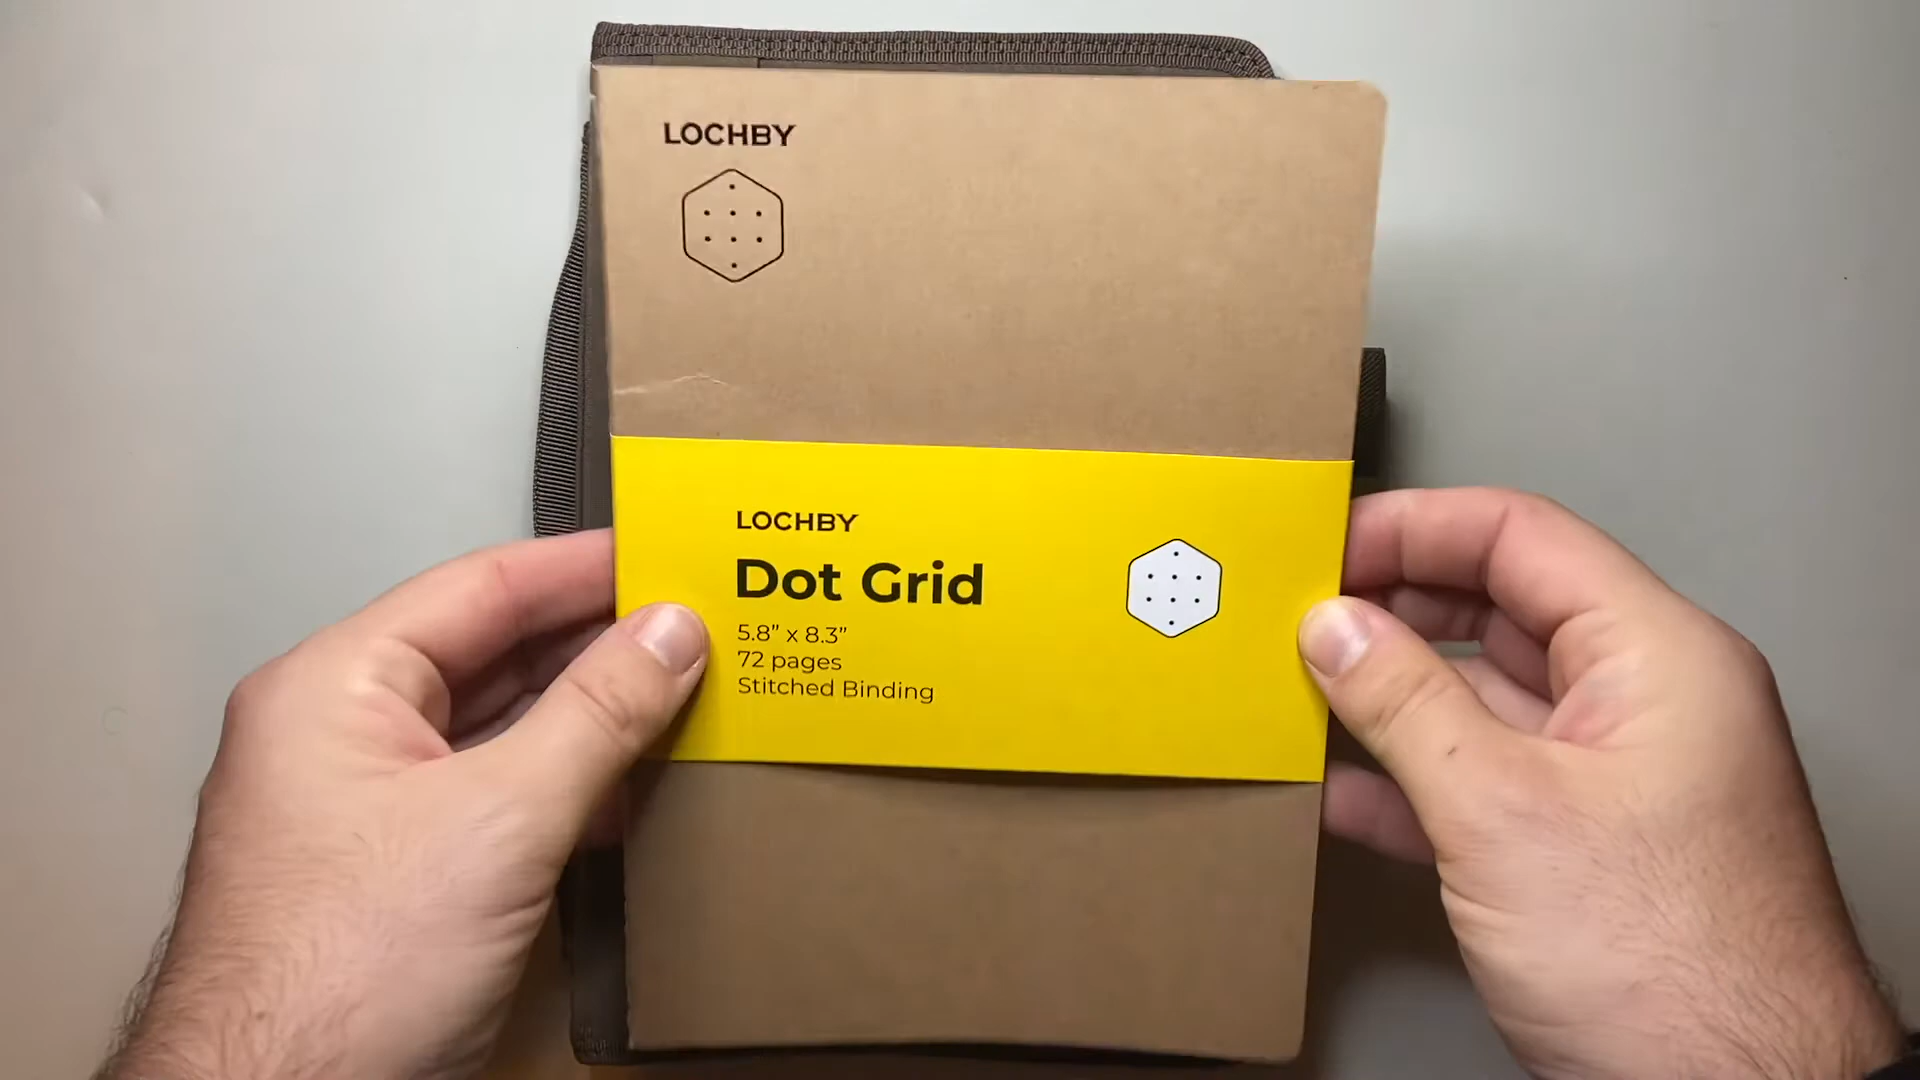 LOCHBY
LOCHBY
Dot Grid
5.8” x 8.3”
72 pages
Stitched Binding